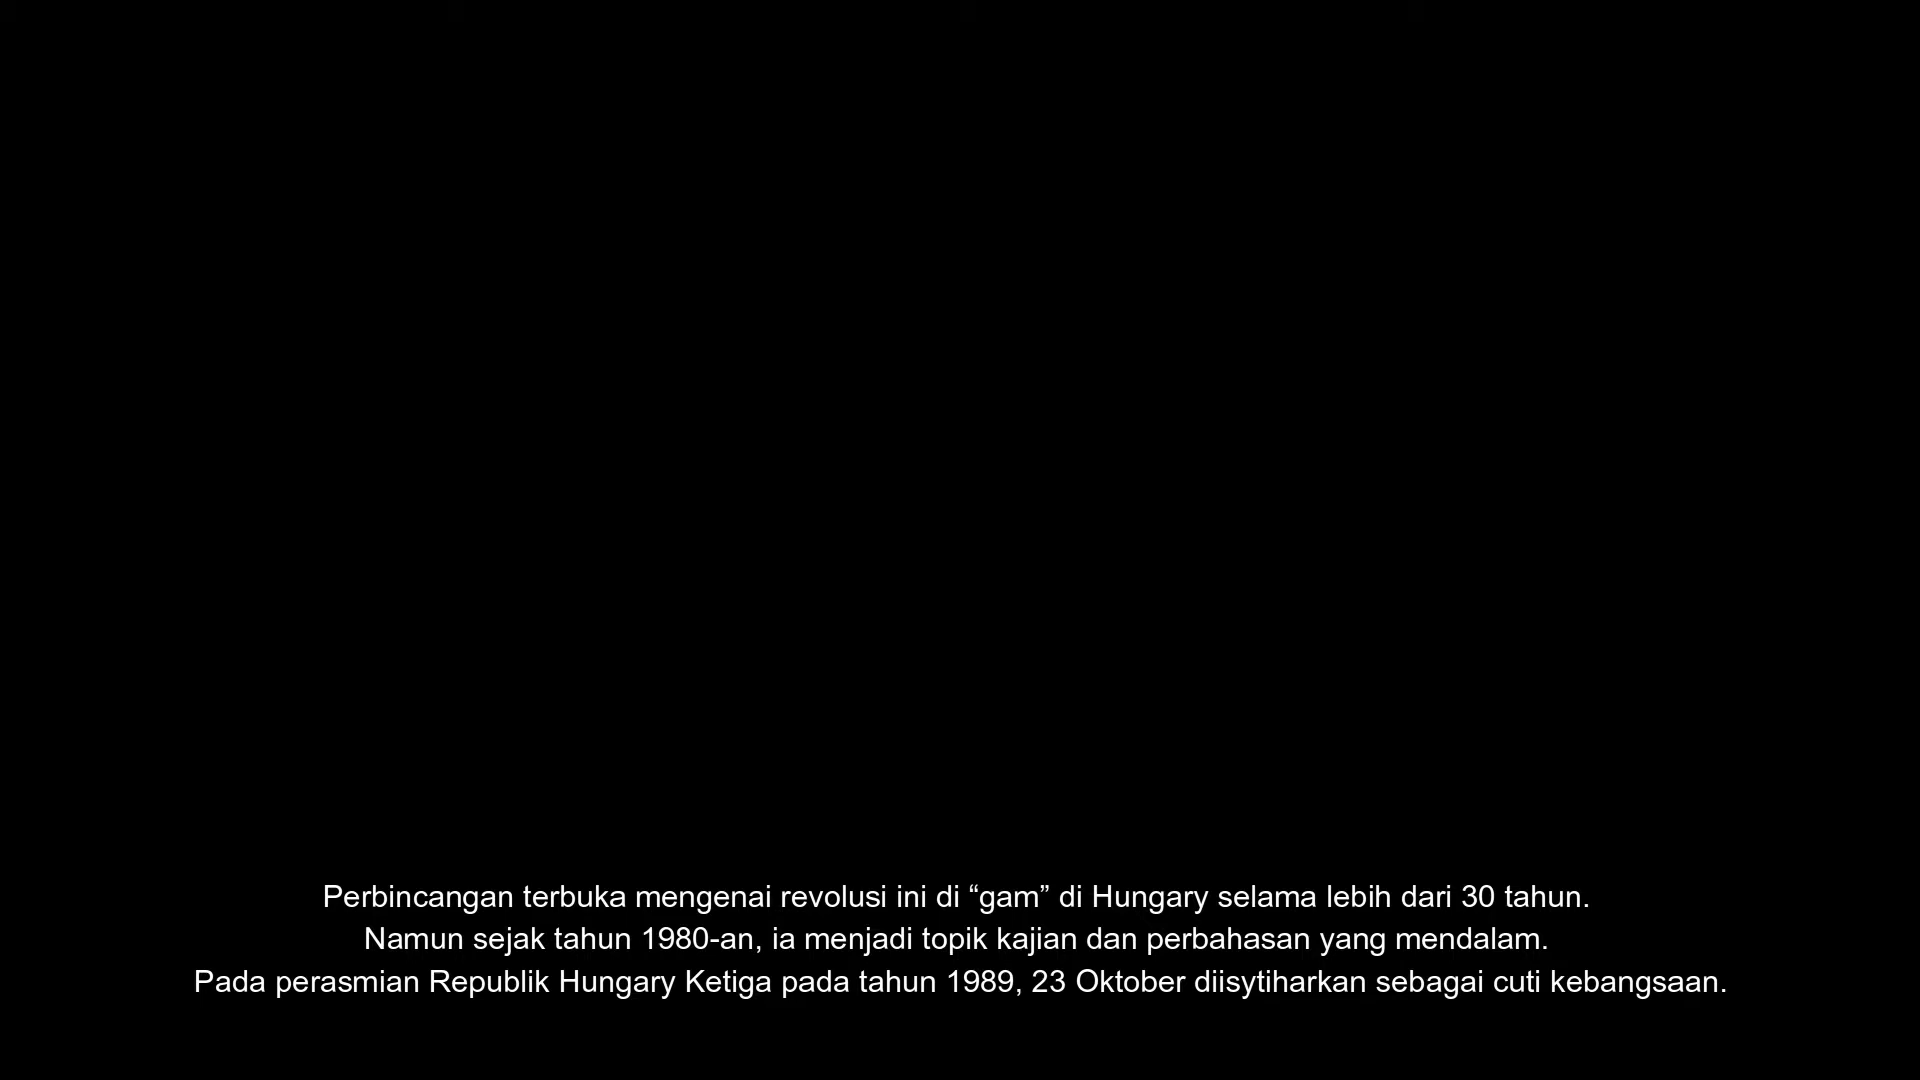 Perbincangan terbuka mengenai revolusi ini di “gam” di Hungary selama lebih dari 30 tahun.
Namun sejak tahun 1980-an, ia menjadi topik kajian dan perbahasan yang mendalam.
Pada perasmian Republik Hungary Ketiga pada tahun 1989, 23 Oktober diisytiharkan sebagai cuti kebangsaan.